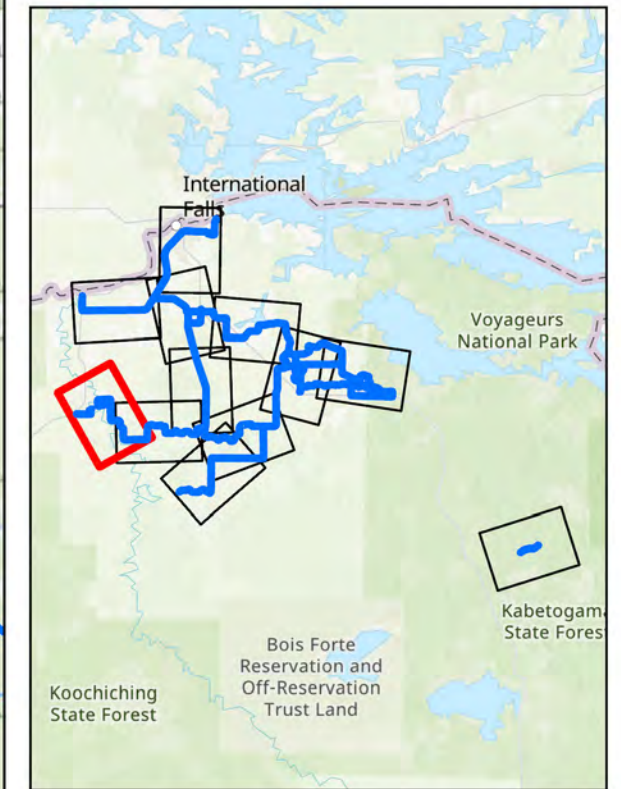 International
Falls
Voyageurs
National Park
Kabetogama
State Forest
Bois Forte
Reservation and
Off-Reservation
Trust Land
Koochiching
State Forest